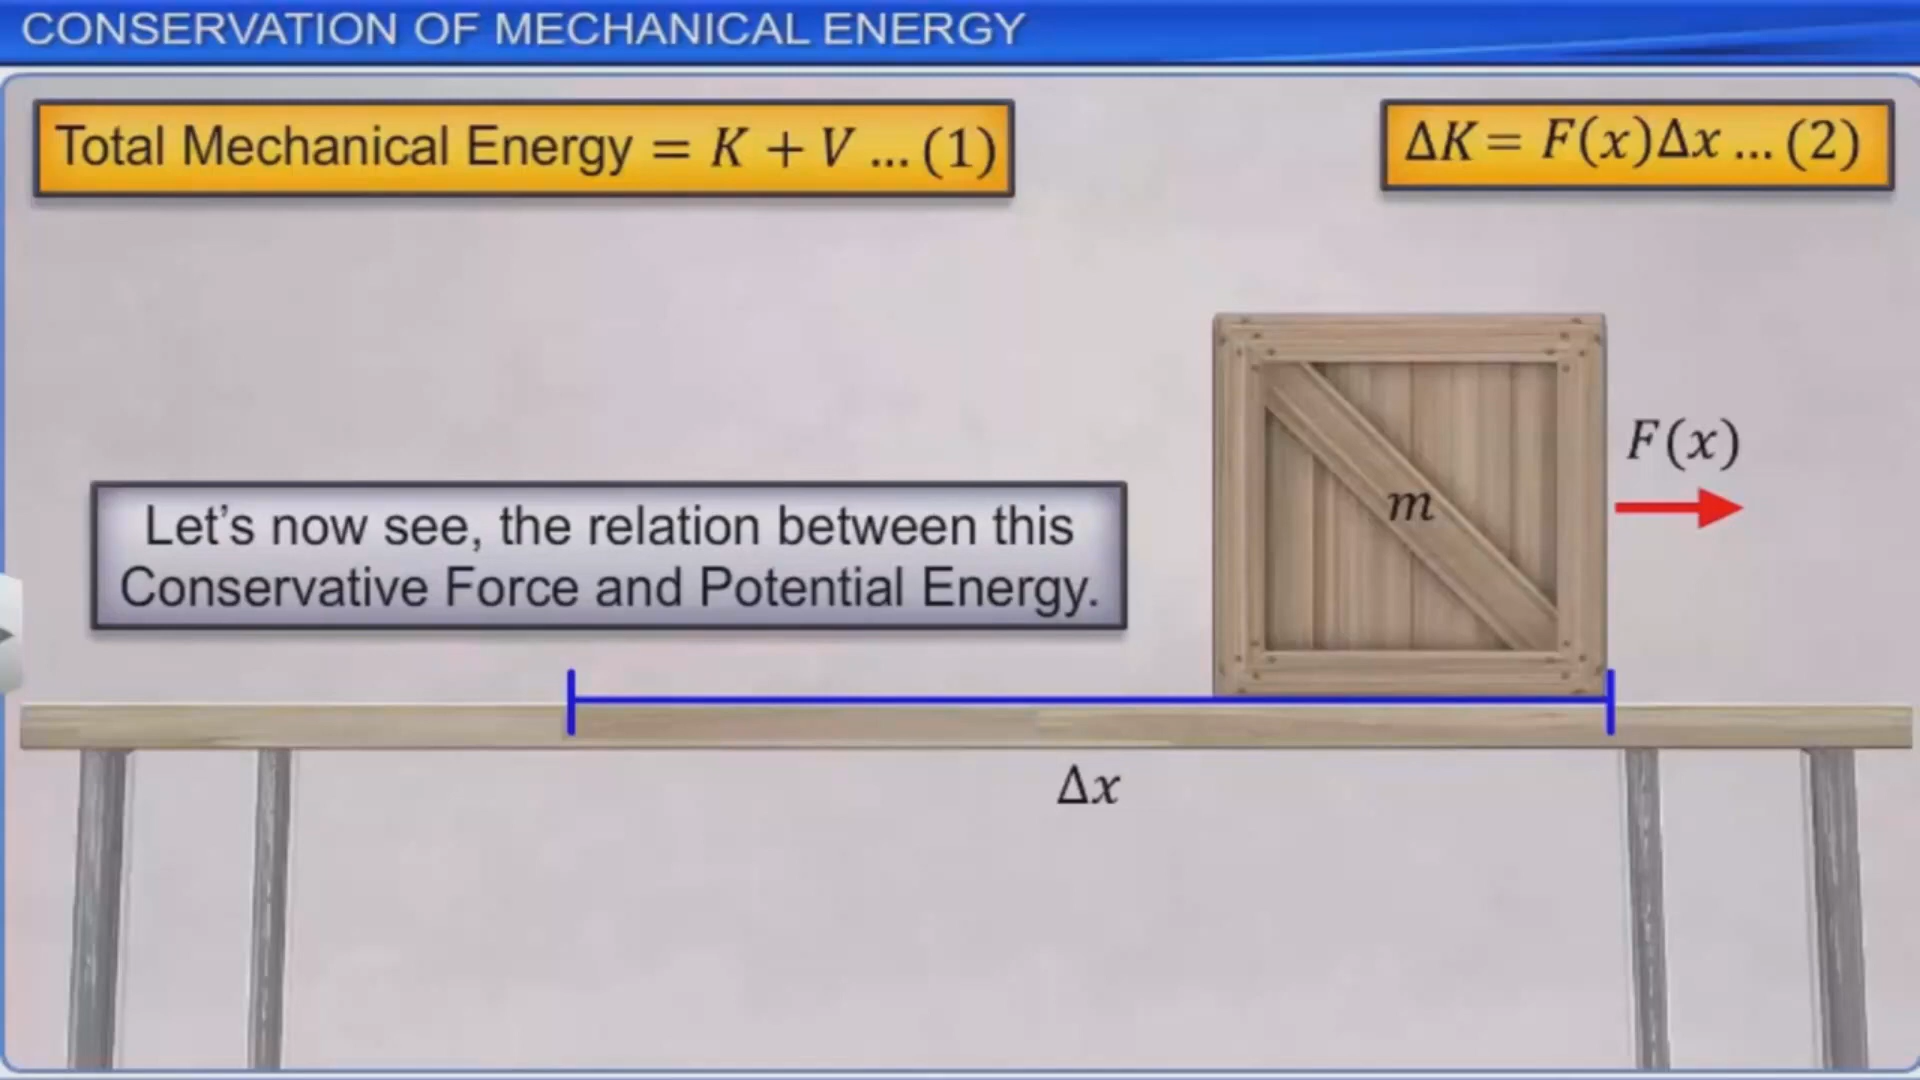 CONSERVATION OF MECHANICAL ENERGY
Total Mechanical Energy = K + V ... (1)
ΔK = F(x)Δx ... (2)
F(x)
m
Let’s now see, the relation between this
Conservative Force and Potential Energy.
Δx